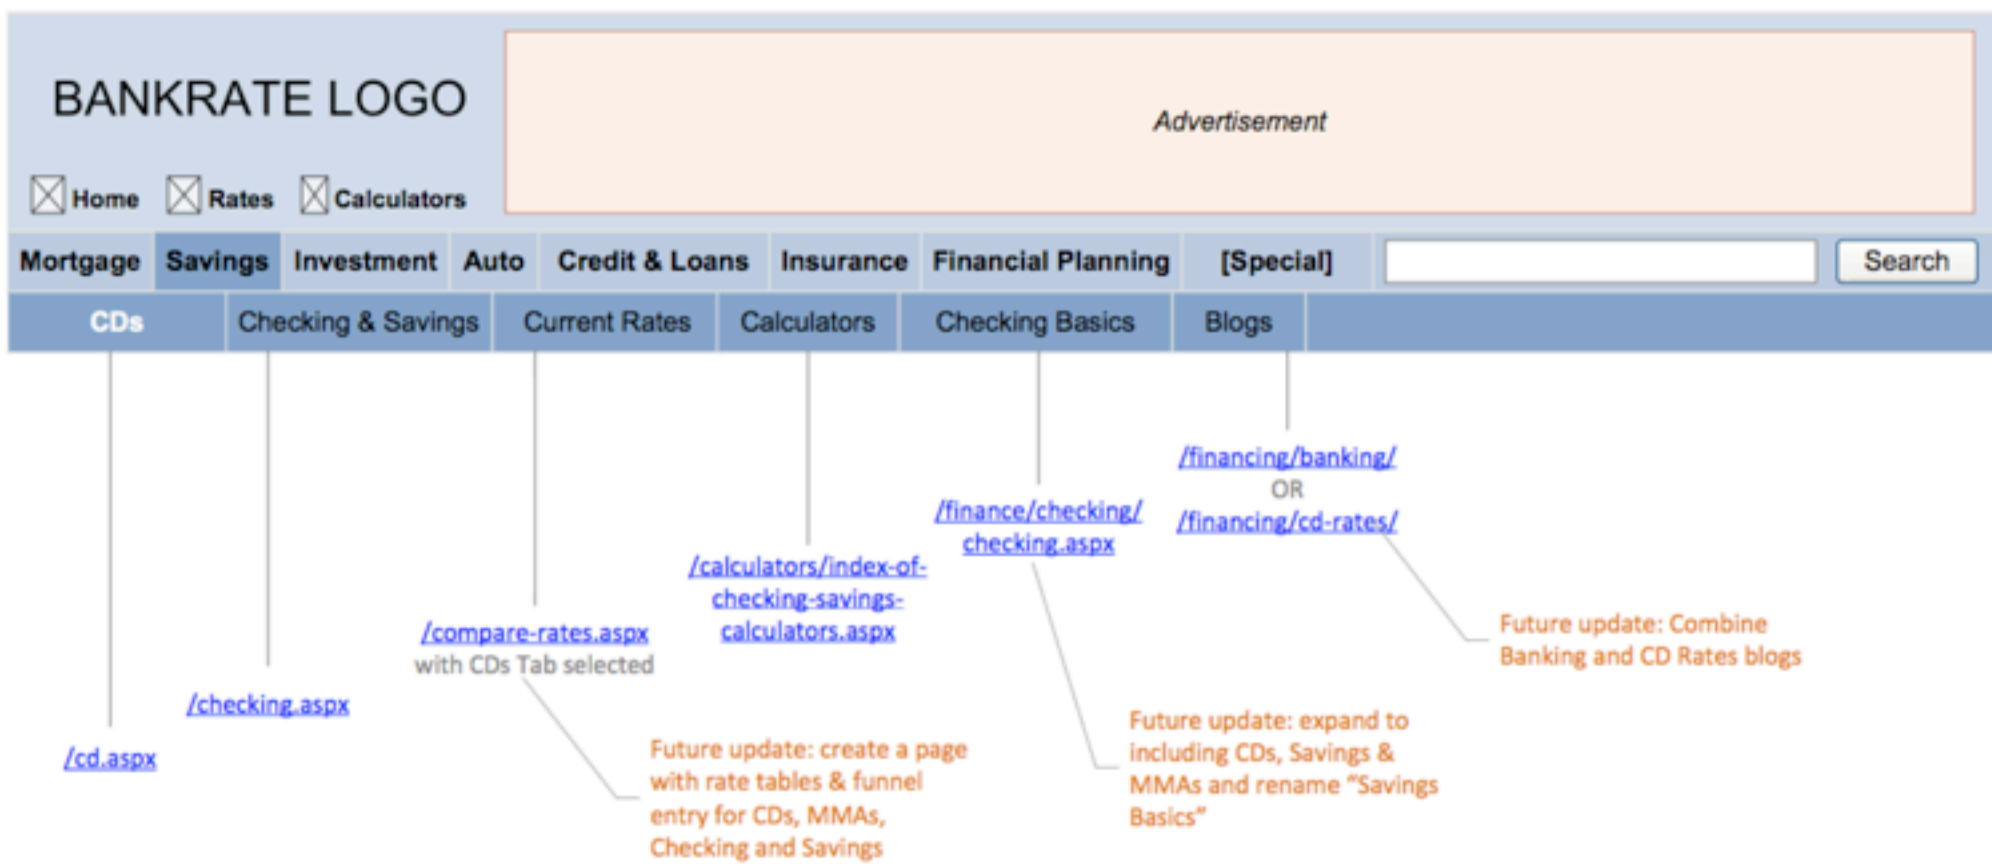 BANKRATE LOGO
Advertisement
Home Rates Calculators
Mortgage Savings Investment Auto Credit & Loans Insurance Financial Planning [Special] Search
CDs Checking & Savings Current Rates Calculators Checking Basics Blogs
/cd.aspx
/checking.aspx
/compare-rates.aspx
with CDs Tab selected
Future update: create a page
with rate tables & funnel
entry for CDs, MMAs,
Checking and Savings
/calculators/index-of-
checking-savings-
calculators.aspx
/finance/checking/
checking.aspx
Future update: expand to
including CDs, Savings &
MMAs and rename “Savings
Basics”
/financing/banking/
OR
/financing/cd-rates/
Future update: Combine
Banking and CD Rates blogs